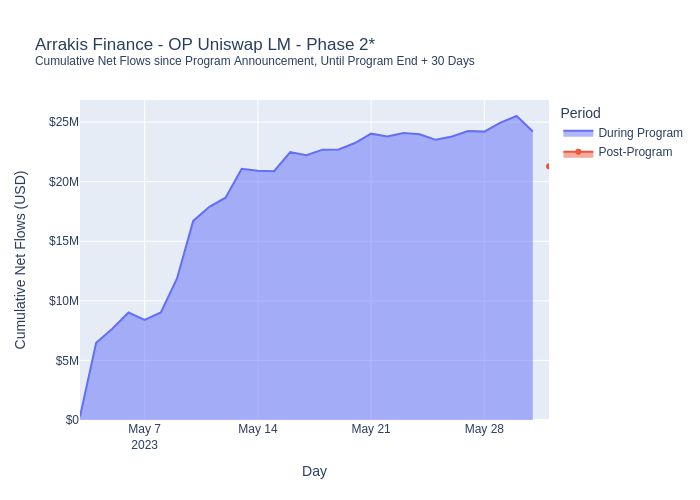 Arrakis Finance - OP Uniswap LM - Phase 2*
Cumulative Net Flows since Program Announcement, Until Program End + 30 Days
Period
During Program
Post-Program
$25M
$20M
$15M
$10M
$5M
$0
Cumulative Net Flows (USD)
May 7
2023
May 14
May 21
May 28
Day